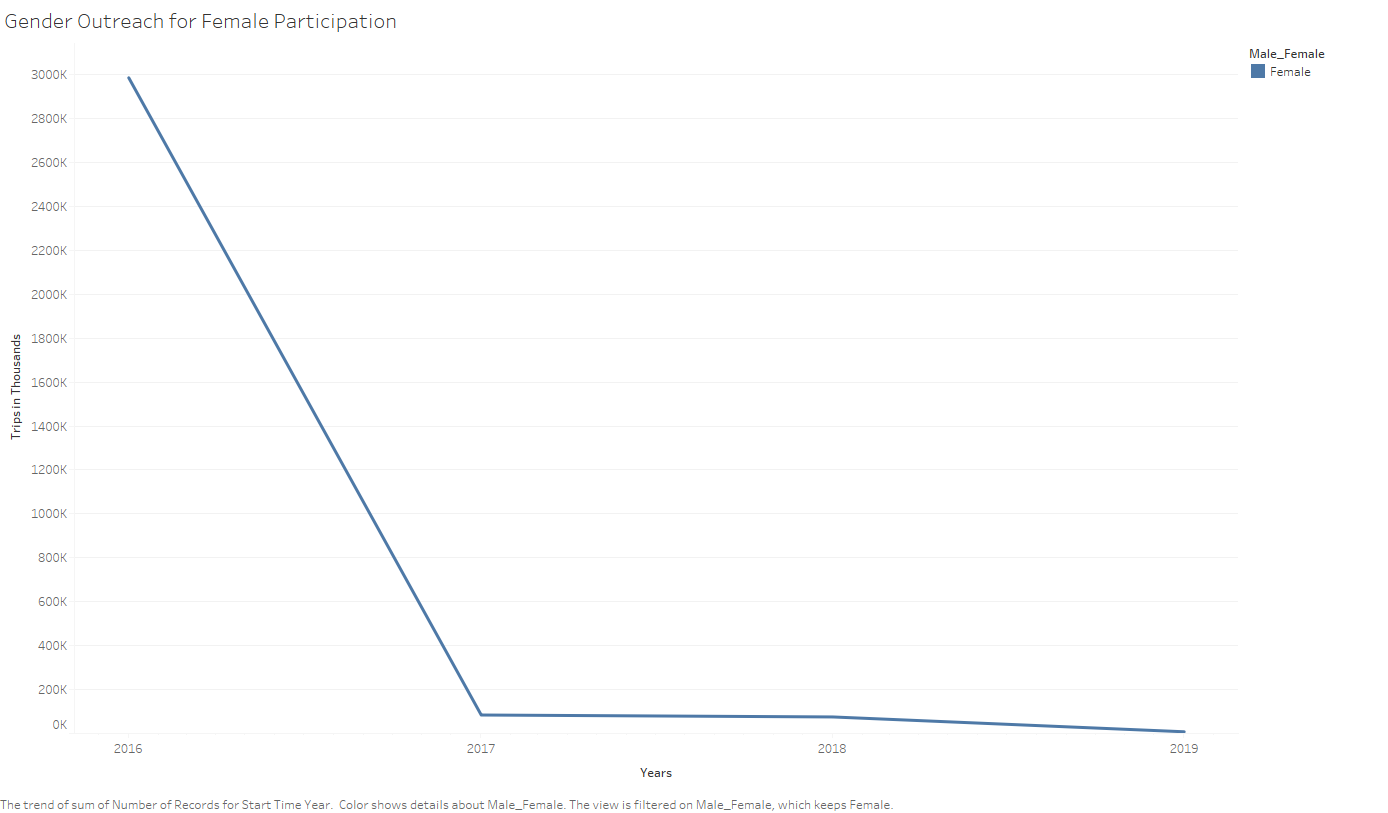 Gender Outreach for Female Participation
Male_Female
Female
3000K
2800K
2600K
2400K
2200K
2000K
1800K
1600K
1400K
1200K
1000K
800K
600K
400K
200K
0K
Trips in Thousands
2016 2017 2018 2019
Years
The trend of sum of Number of Records for Start Time Year.  Color shows details about Male_Female. The view is filtered on Male_Female, which keeps Female.